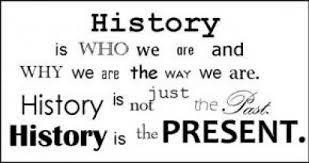 History
is WHO we are and
WHY we are the WAY we are.
History is not just the Past.
History is the PRESENT.